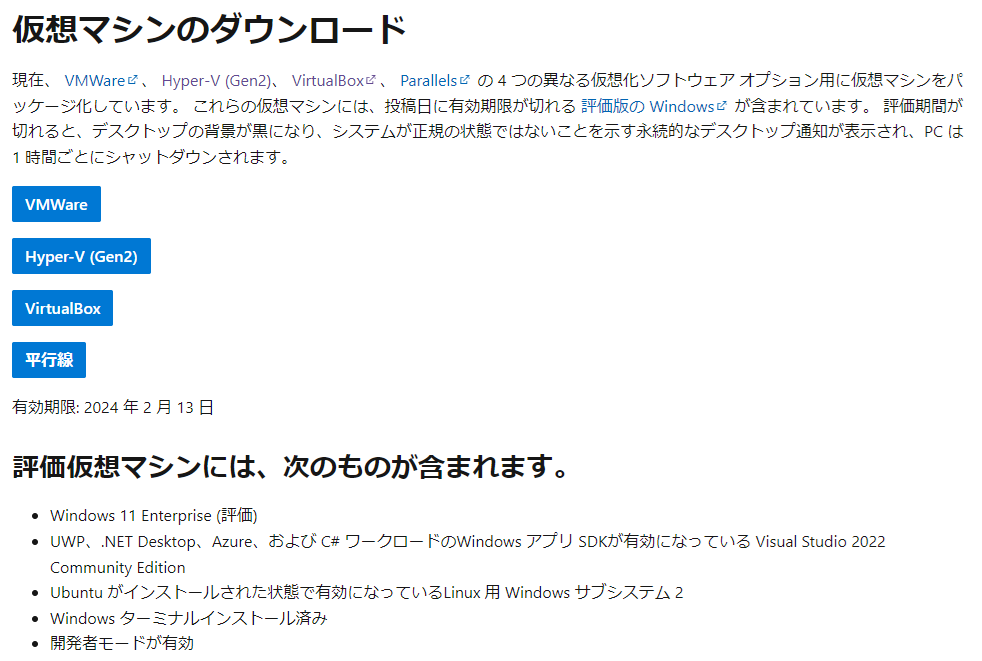 仮想マシンのダウンロード
現在、 VMWare 、 Hyper-V (Gen2)、 VirtualBox 、 Parallels の 4 つの異なる仮想化ソフトウェア オプション用に仮想マシンをパ
ッケージ化しています。 これらの仮想マシンには、投稿日に有効期限が切れる 評価版の Windows が含まれています。 評価期間が
切れると、デスクトップの背景が黒になり、システムが正規の状態ではないことを示す永続的なデスクトップ通知が表示され、PC は
1 時間ごとにシャットダウンされます。
VMWare
Hyper-V (Gen2)
VirtualBox
平行線
有効期限: 2024 年 2 月 13 日
評価仮想マシンには、次のものが含まれます。
• Windows 11 Enterprise (評価)
• UWP、.NET Desktop、Azure、および C# ワークロードのWindows アプリ SDKが有効になっている Visual Studio 2022
Community Edition
• Ubuntu がインストールされた状態で有効になっているLinux 用 Windows サブシステム 2
• Windows ターミナルインストール済み
• 開発者モードが有効